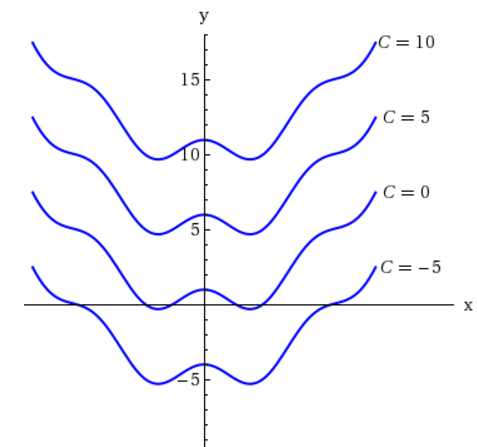 y
C = 10
15
C = 5
10
C = 0
5
C = −5
x
−5